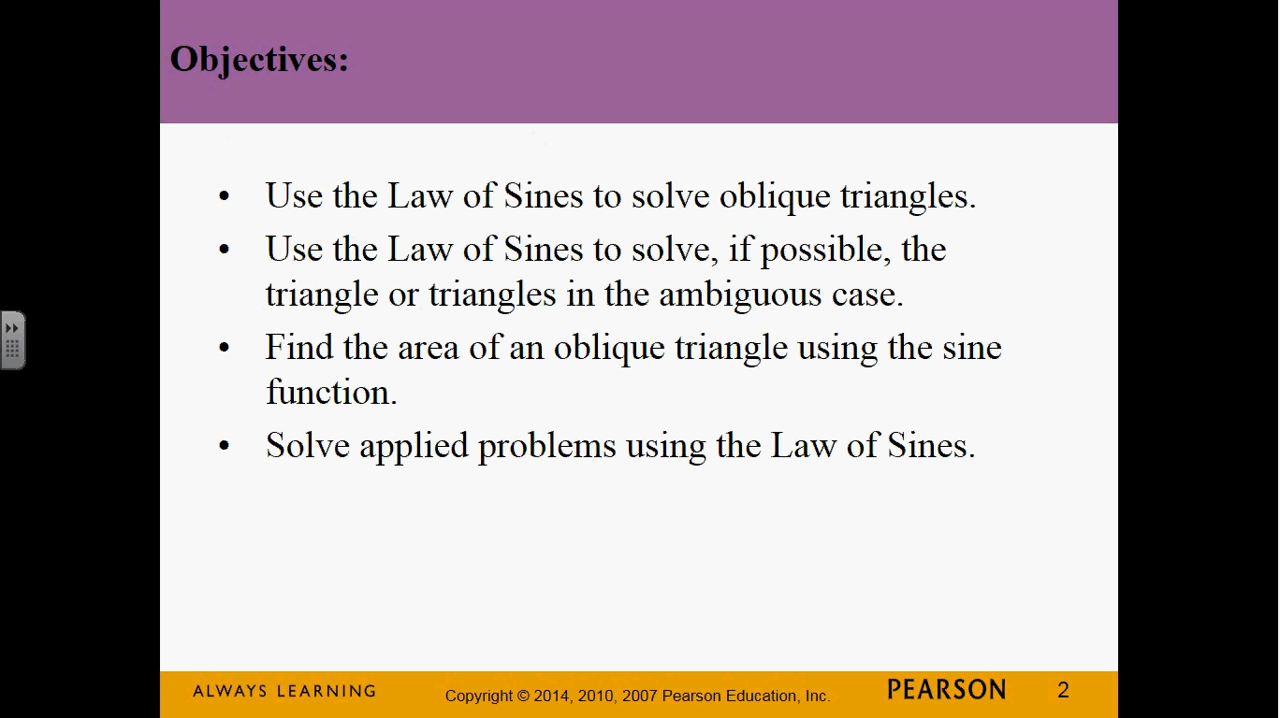 Objectives:
• Use the Law of Sines to solve oblique triangles.
• Use the Law of Sines to solve, if possible, the
triangle or triangles in the ambiguous case.
• Find the area of an oblique triangle using the sine
function.
• Solve applied problems using the Law of Sines.
ALWAYS LEARNING
Copyright © 2014, 2010, 2007 Pearson Education, Inc.
PEARSON
2